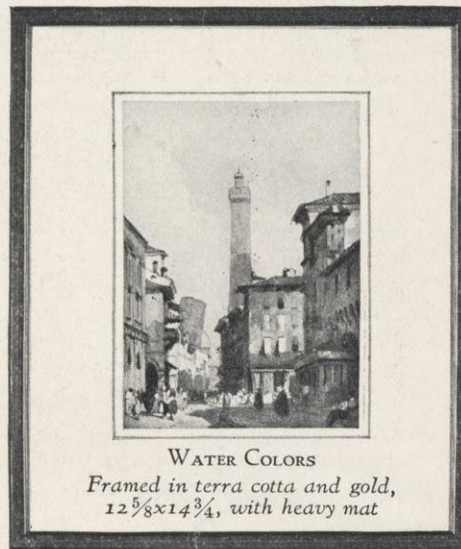 WATER COLORS
Framed in terra cotta and gold,
12⅝x14¾, with heavy mat